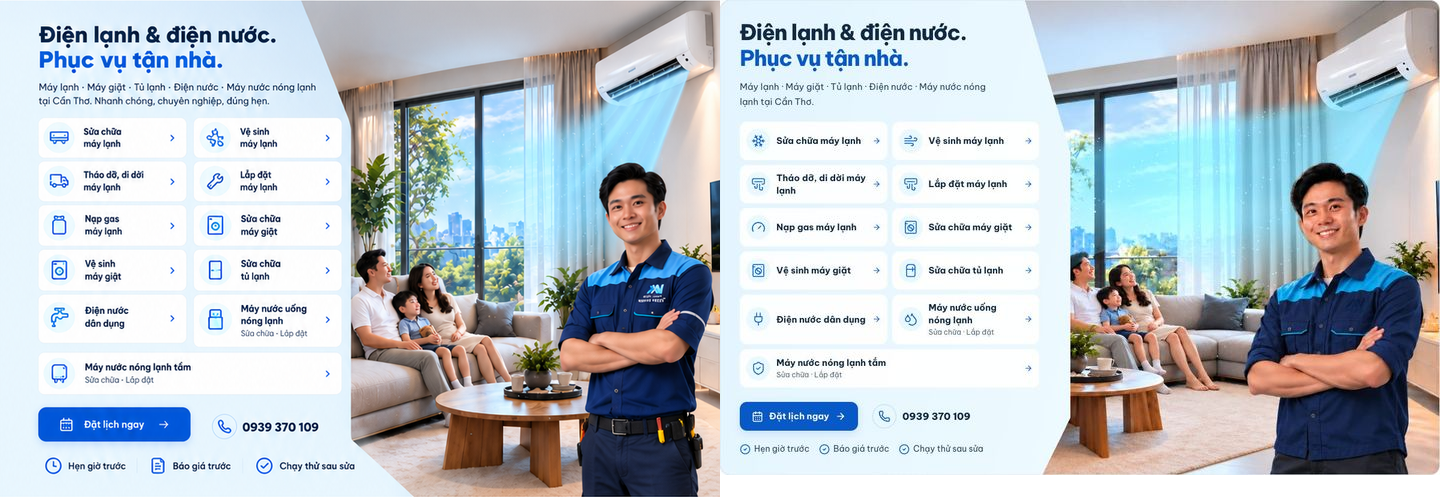 Điện lạnh & điện nước.
Phục vụ tận nhà.
Máy lạnh · Máy giặt · Tủ lạnh · Điện nước · Máy nước nóng lạnh
tại Cần Thơ. Nhanh chóng, chuyên nghiệp, đúng hẹn.
Sửa chữa
máy lạnh
Vệ sinh
máy lạnh
Tháo dỡ, di dời
máy lạnh
Lắp đặt
máy lạnh
Nạp gas
máy lạnh
Sửa chữa
máy giặt
Vệ sinh
máy giặt
Sửa chữa
tủ lạnh
Điện nước
dân dụng
Máy nước uống
nóng lạnh
Sửa chữa · Lắp đặt
Máy nước nóng lạnh tắm
Sửa chữa · Lắp đặt
Đặt lịch ngay
0939 370 109
Hẹn giờ trước
Báo giá trước
Chạy thử sau sửa
Điện lạnh & điện nước.
Phục vụ tận nhà.
Máy lạnh · Máy giặt · Tủ lạnh · Điện nước · Máy nước nóng
lạnh tại Cần Thơ.
Sửa chữa máy lạnh
Vệ sinh máy lạnh
Tháo dỡ, di dời máy
lạnh
Lắp đặt máy lạnh
Nạp gas máy lạnh
Sửa chữa máy giặt
Vệ sinh máy giặt
Sửa chữa tủ lạnh
Điện nước dân dụng
Máy nước uống
nóng lạnh
Sửa chữa · Lắp đặt
Máy nước nóng lạnh tắm
Sửa chữa · Lắp đặt
Đặt lịch ngay
0939 370 109
Hẹn giờ trước
Báo giá trước
Chạy thử sau sửa